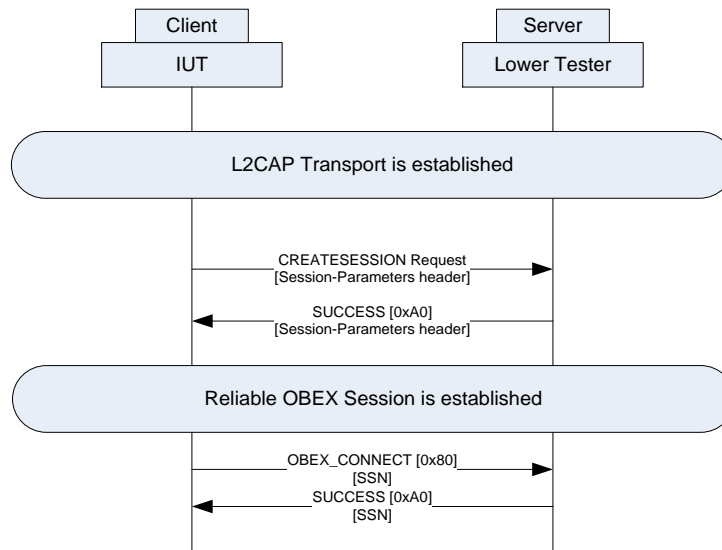 Client
Server
IUT
Lower Tester
L2CAP Transport is established
CREATESESSION Request
[Session-Parameters header]
SUCCESS [0xA0]
[Session-Parameters header]
Reliable OBEX Session is established
OBEX_CONNECT [0x80]
[SSN]
SUCCESS [0xA0]
[SSN]